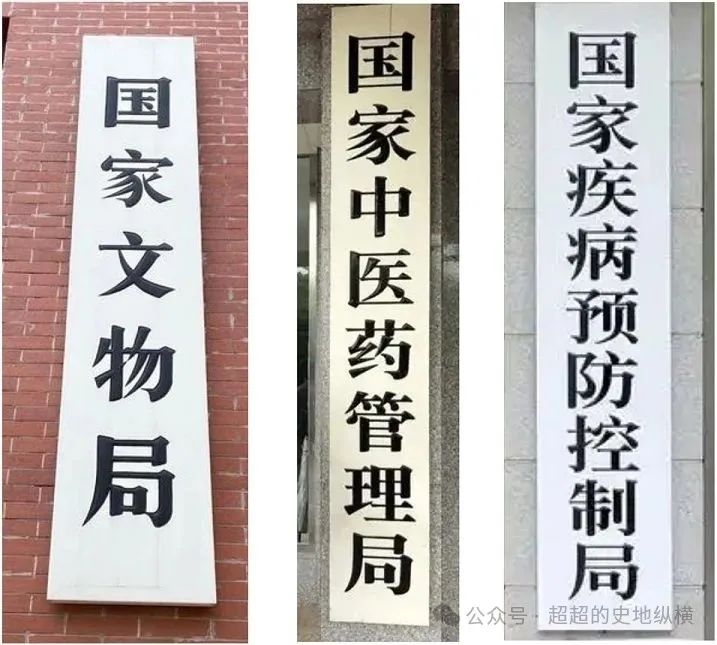 国家文物局
国家中医药管理局
国家疾病预防控制局
公众号 · 超超的史地纵横